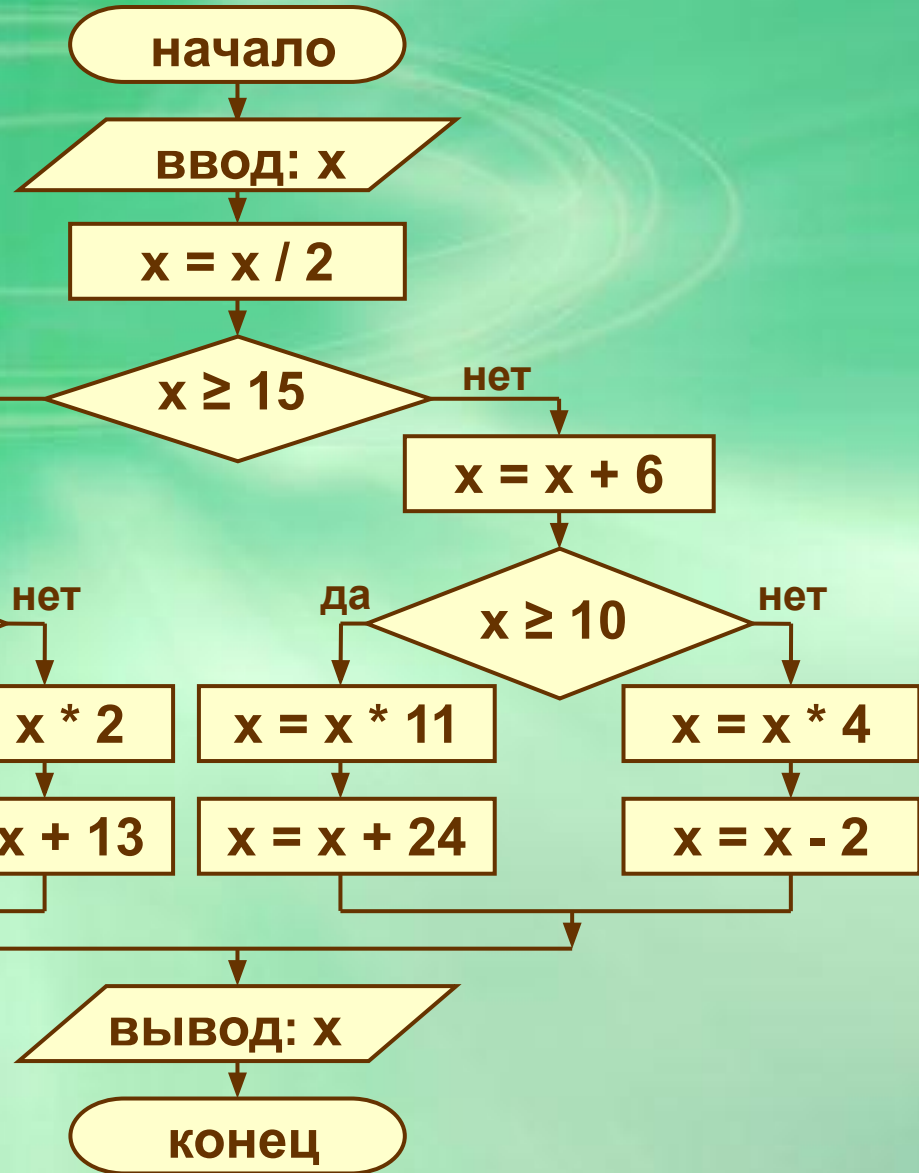 начало
ввод: x
x = x / 2
x ≥ 15
нет
x = x + 6
нет
да
x ≥ 10
нет
x * 2
x = x * 11
x = x * 4
x + 13
x = x + 24
x = x - 2
вывод: x
конец